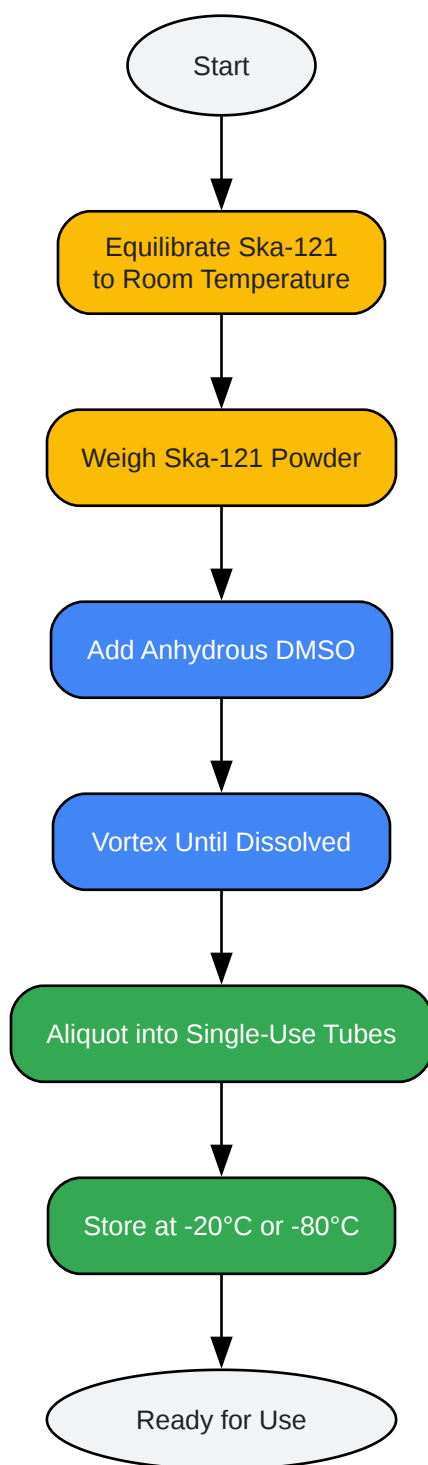 Start
Equilibrate Ska-121
to Room Temperature
Weigh Ska-121 Powder
Add Anhydrous DMSO
Vortex Until Dissolved
Aliquot into Single-Use Tubes
Store at -20°C or -80°C
Ready for Use